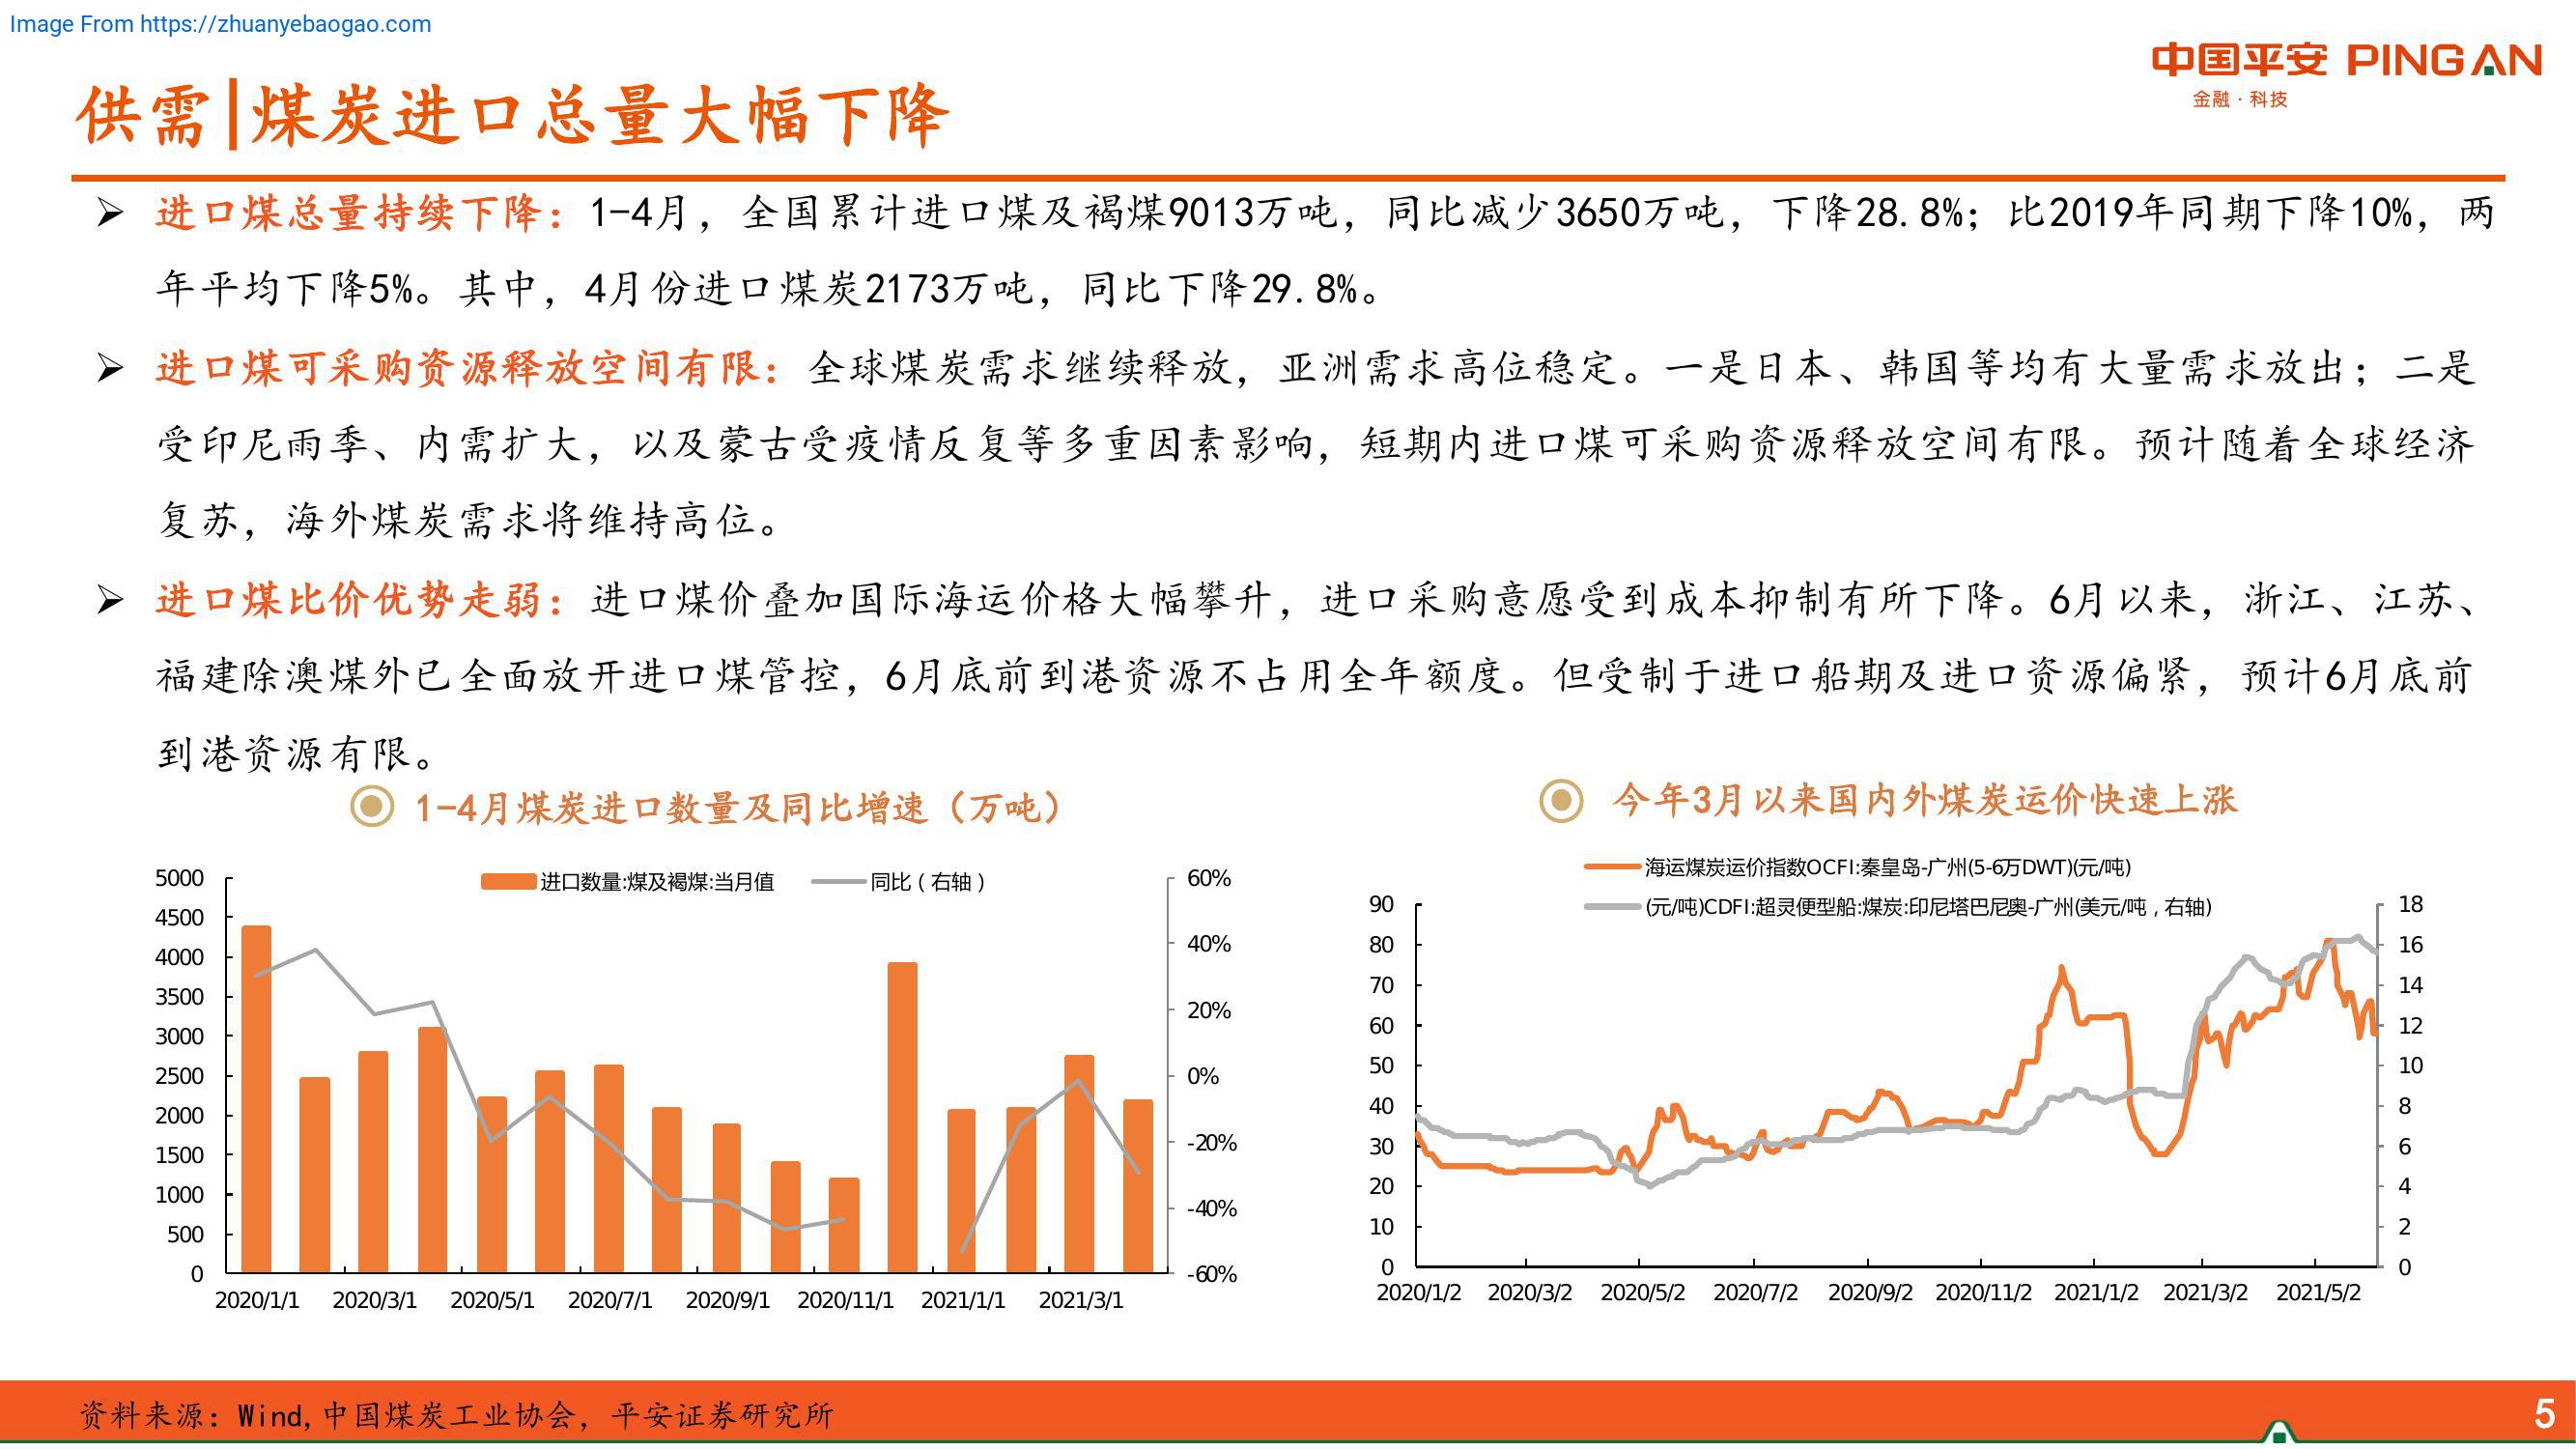 Image From https://zhuanyebaogao.com
中国平安 PINGAN
金融·科技
供需|煤炭进口总量大幅下降
➢ 进口煤总量持续下降：1-4月，全国累计进口煤及褐煤9013万吨，同比减少3650万吨，下降28.8%；比2019年同期下降10%，两
年平均下降5%。其中，4月份进口煤炭2173万吨，同比下降29.8%。
➢ 进口煤可采购资源释放空间有限：全球煤炭需求继续释放，亚洲需求高位稳定。一是日本、韩国等均有大量需求放出；二是
受印尼雨季、内需扩大，以及蒙古受疫情反复等多重因素影响，短期内进口煤可采购资源释放空间有限。预计随着全球经济
复苏，海外煤炭需求将维持高位。
➢ 进口煤比价优势走弱：进口煤价叠加国际海运价格大幅攀升，进口采购意愿受到成本抑制有所下降。6月以来，浙江、江苏、
福建除澳煤外已全面放开进口煤管控，6月底前到港资源不占用全年额度。但受制于进口船期及进口资源偏紧，预计6月底前
到港资源有限。
1-4月煤炭进口数量及同比增速（万吨）
进口数量:煤及褐煤:当月值 同比（右轴）
5000
4500
4000
3500
3000
2500
2000
1500
1000
500
0
60%
40%
20%
0%
-20%
-40%
-60%
2020/1/1 2020/3/1 2020/5/1 2020/7/1 2020/9/1 2020/11/1 2021/1/1 2021/3/1
今年3月以来国内外煤炭运价快速上涨
海运煤炭运价指数OCFI:秦皇岛-广州(5-6万DWT)(元/吨)
(元/吨)CDFI:超灵便型船:煤炭:印尼塔巴尼奥-广州(美元/吨，右轴)
90
80
70
60
50
40
30
20
10
0
18
16
14
12
10
8
6
4
2
0
2020/1/2 2020/3/2 2020/5/2 2020/7/2 2020/9/2 2020/11/2 2021/1/2 2021/3/2 2021/5/2
资料来源：Wind,中国煤炭工业协会，平安证券研究所
5